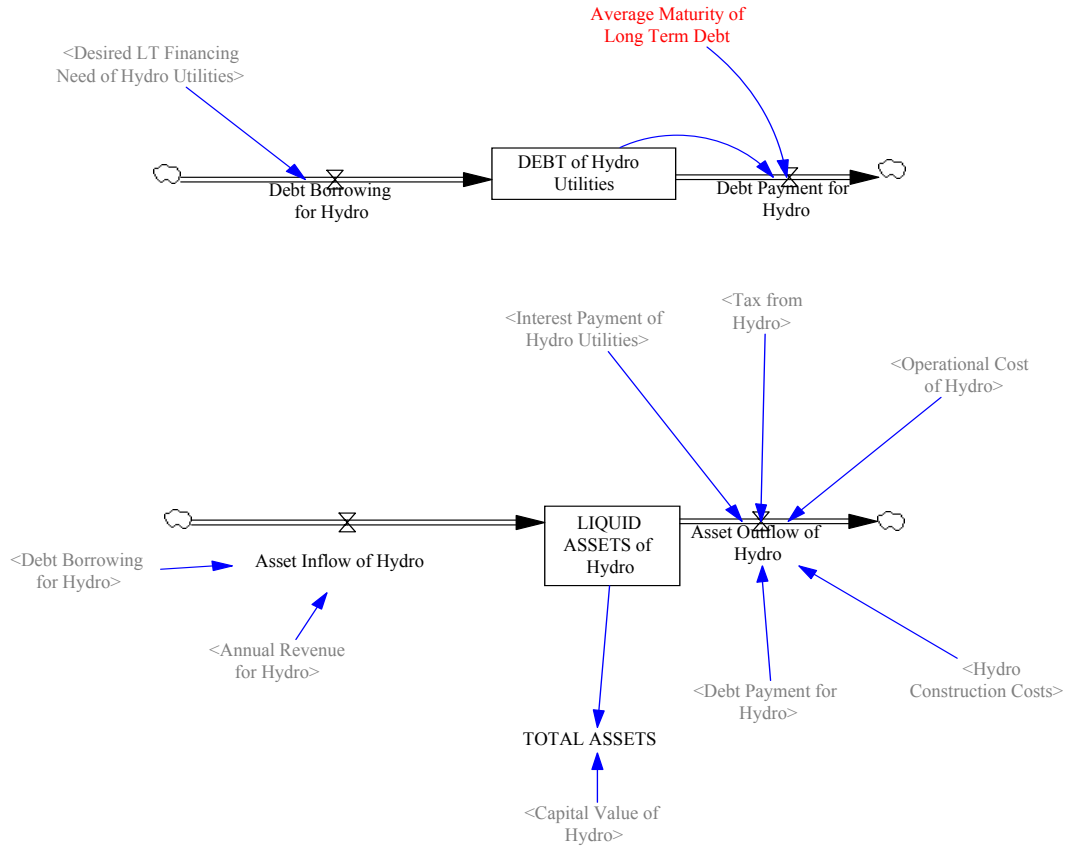 Average Maturity of
Long Term Debt
<Desired LT Financing
Need of Hydro Utilities>
DEBT of Hydro
Utilities
Debt Borrowing
for Hydro
Debt Payment for
Hydro
<Tax from
Hydro>
<Interest Payment of
Hydro Utilities>
<Operational Cost
of Hydro>
LIQUID
ASSETS of
Hydro
Asset Outflow of
Hydro
Asset Inflow of Hydro
<Debt Borrowing
for Hydro>
<Annual Revenue
for Hydro>
<Debt Payment for
Hydro>
<Hydro
Construction Costs>
TOTAL ASSETS
<Capital Value of
Hydro>